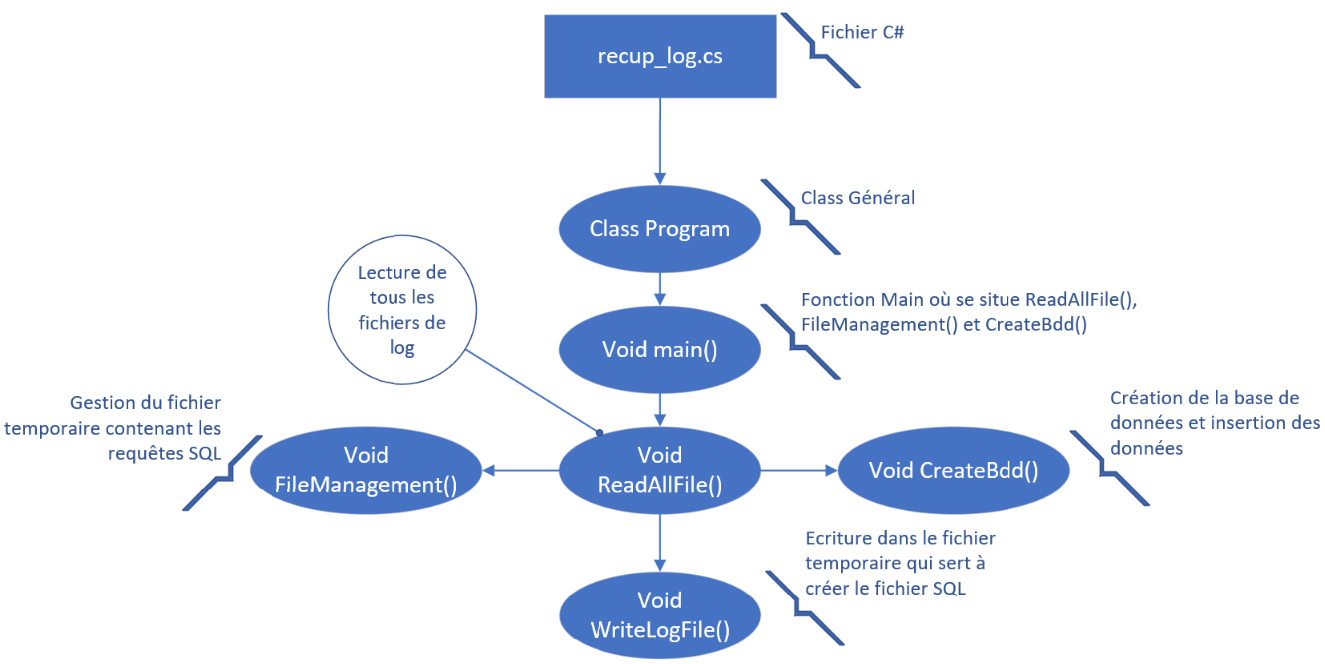 recup_log.cs
Fichier C#
Class Program
Class Général
Lecture de
tous les
fichiers de
log
Void main()
Fonction Main où se situe ReadAllFile(),
FileManagement() et CreateBdd()
Gestion du fichier
temporaire contenant les
requêtes SQL
Void
FileManagement()
Void
ReadAllFile()
Void CreateBdd()
Création de la base de
données et insertion des
données
Void
WriteLogFile()
Ecriture dans le fichier
temporaire qui sert à
créer le fichier SQL